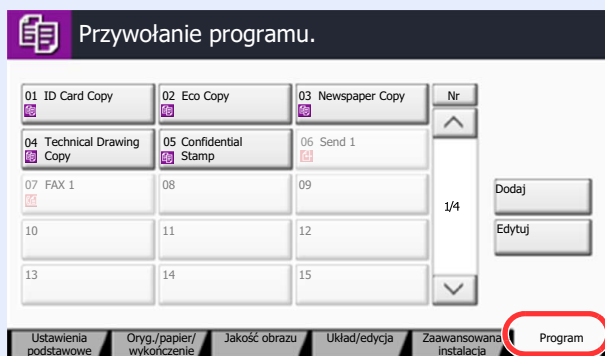 Przywołanie programu.
01 ID Card Copy
02 Eco Copy
03 Newspaper Copy
Nr
04 Technical Drawing
Copy
05 Confidential
Stamp
06 Send 1
07 FAX 1
08
09
1/4
Dodaj
10
11
12
Edytuj
13
14
15
Ustawienia
podstawowe
Oryg./papier/
wykończenie
Jakość obrazu
Układ/edycja
Zaawansowana
instalacja
Program